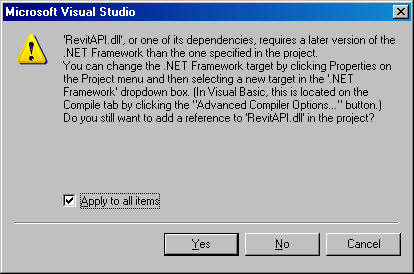 Microsoft Visual Studio
'RevitAPI.dll', or one of its dependencies, requires a later version of the
.NET Framework than the one specified in the project.
You can change the .NET Framework target by clicking Properties on
the Project menu and then selecting a new target in the '.NET
Framework' dropdown box. (In Visual Basic, this is located on the
Compile tab by clicking the "Advanced Compiler Options..." button.)
Do you still want to add a reference to 'RevitAPI.dll' in the project?
Apply to all items
Yes
No
Cancel